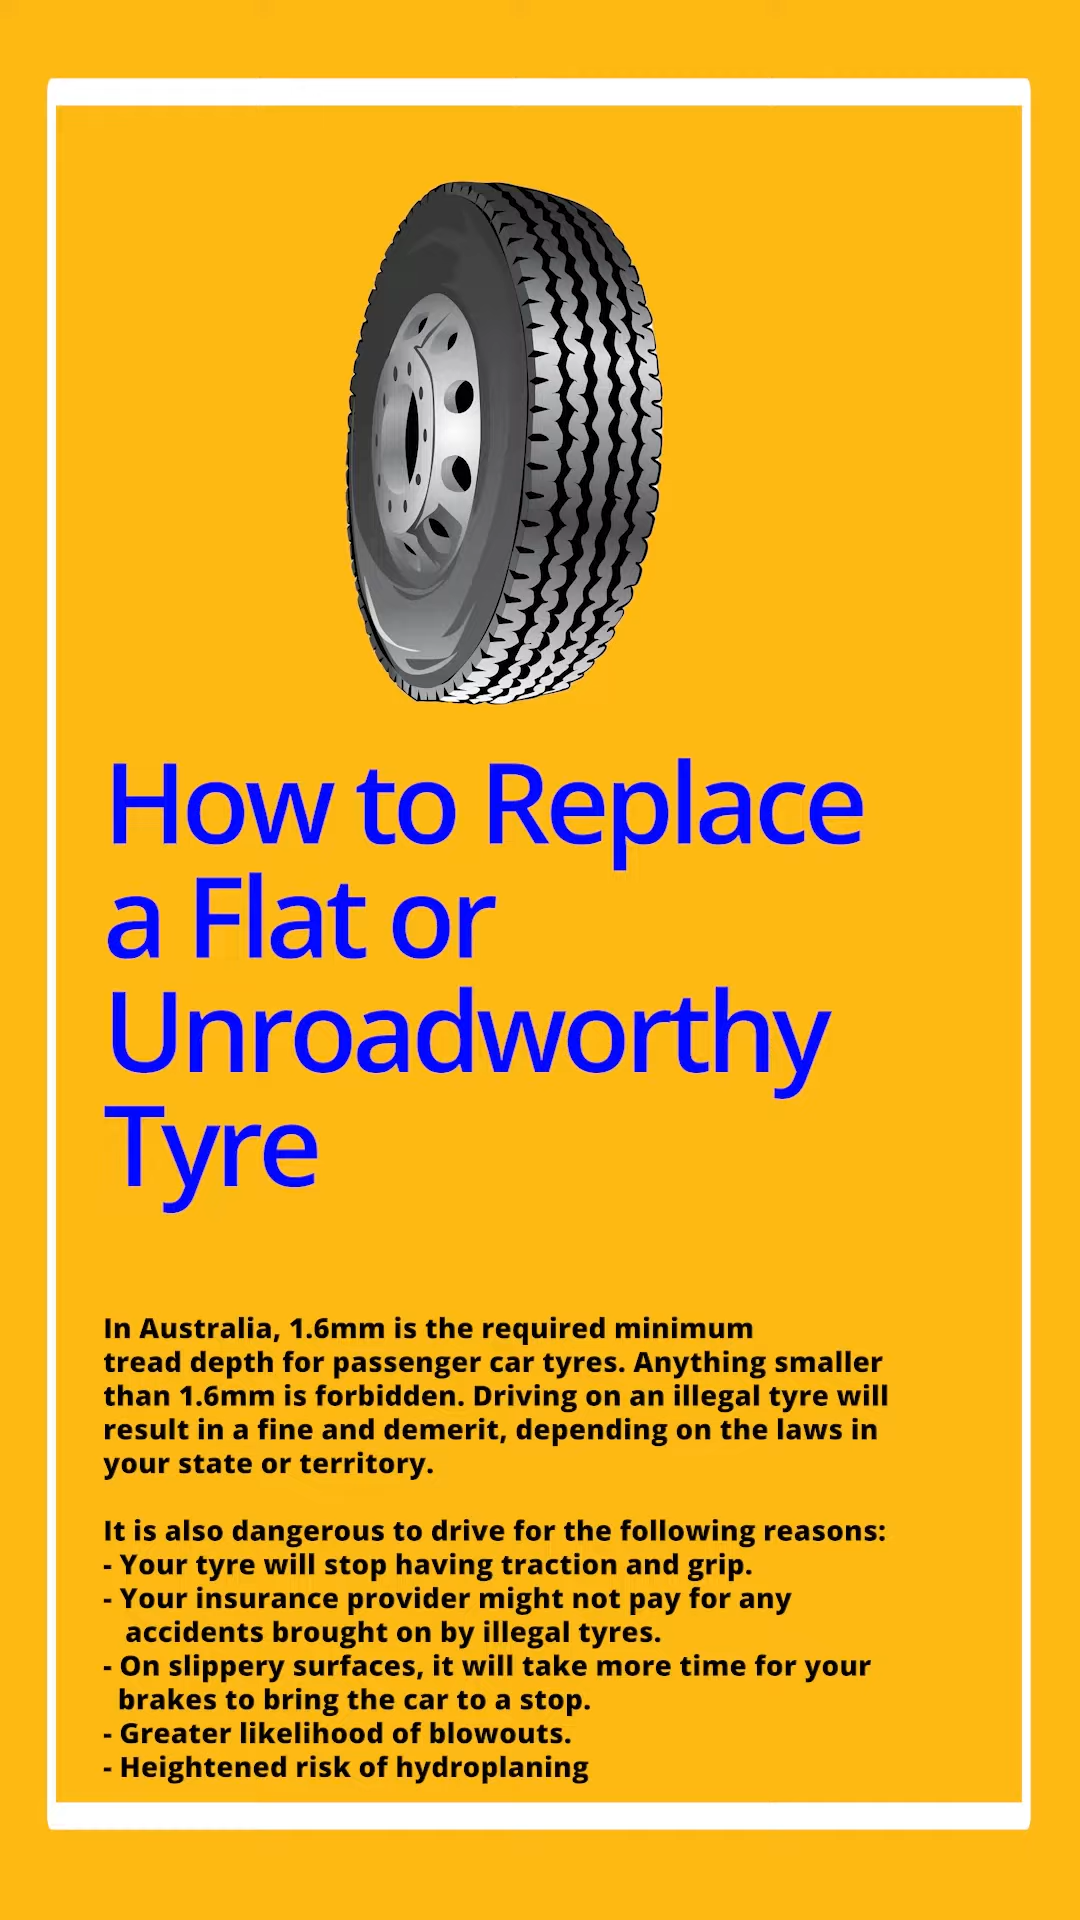 How to Replace
a Flat or
Unroadworthy
Tyre
In Australia, 1.6mm is the required minimum
tread depth for passenger car tyres. Anything smaller
than 1.6mm is forbidden. Driving on an illegal tyre will
result in a fine and demerit, depending on the laws in
your state or territory.
It is also dangerous to drive for the following reasons:
- Your tyre will stop having traction and grip.
- Your insurance provider might not pay for any
accidents brought on by illegal tyres.
- On slippery surfaces, it will take more time for your
brakes to bring the car to a stop.
- Greater likelihood of blowouts.
- Heightened risk of hydroplaning